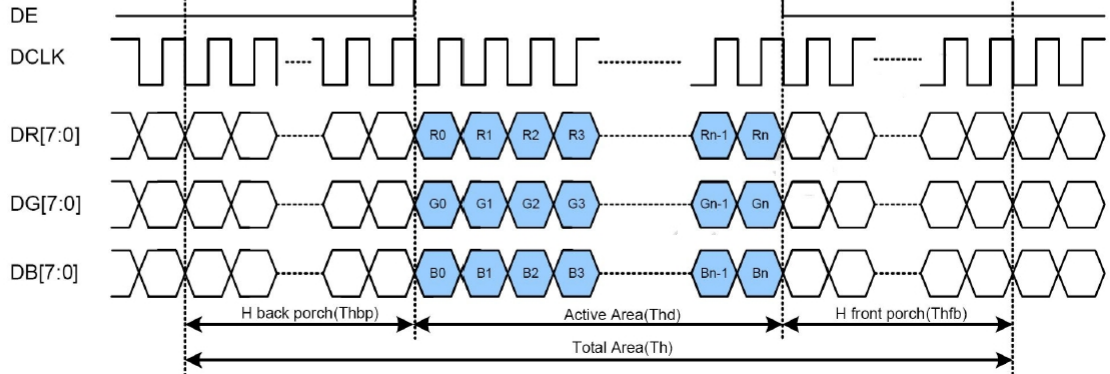 DE
DCLK
DR[7:0] R0 R1 R2 R3 Rn-1 Rn
DG[7:0] G0 G1 G2 G3 Gn-1 Gn
DB[7:0] B0 B1 B2 B3 Bn-1 Bn
H back porch(Thbp) Active Area(Thd) H front porch(Thfb)
Total Area(Th)